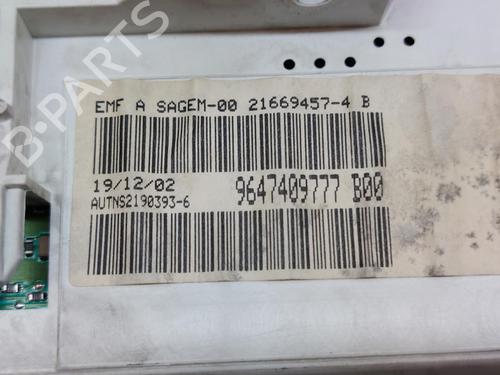 B-PARTS
EMF A SAGEM-00 21669457-4 B
19/12/02 9647409777 B00
AUTNS2190393-6